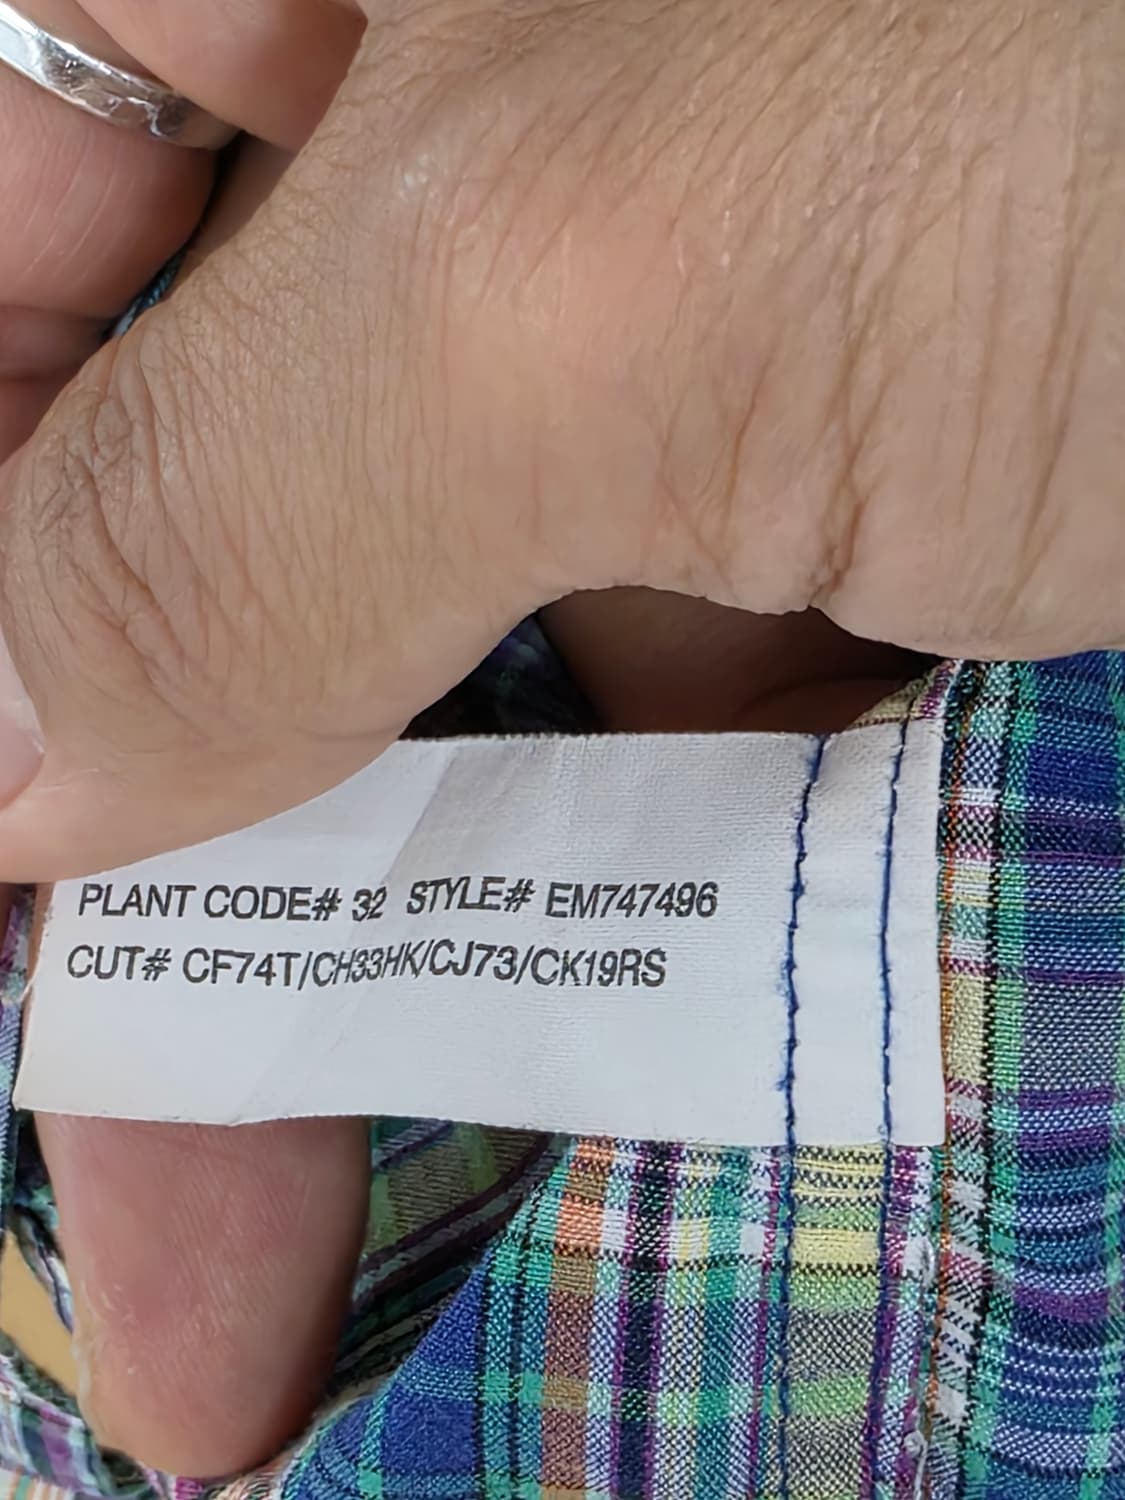 PLANT CODE# 32 STYLE# EM747496
CUT# CF74T/CH33HK/CJ73/CK19RS